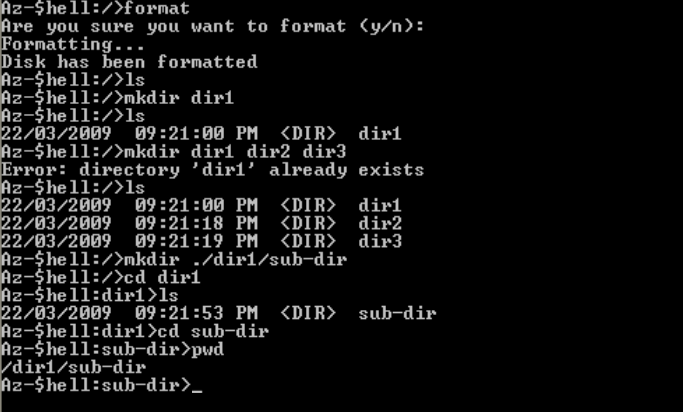 Az-$hell:/>format
Are you sure you want to format (y/n):
Formatting...
Disk has been formatted
Az-$hell:/>ls
Az-$hell:/>mkdir dir1
Az-$hell:/>ls
22/03/2009  09:21:00 PM  <DIR>  dir1
Az-$hell:/>mkdir dir1 dir2 dir3
Error: directory 'dir1' already exists
Az-$hell:/>ls
22/03/2009  09:21:00 PM  <DIR>  dir1
22/03/2009  09:21:18 PM  <DIR>  dir2
22/03/2009  09:21:19 PM  <DIR>  dir3
Az-$hell:/>mkdir ./dir1/sub-dir
Az-$hell:/>cd dir1
Az-$hell:dir1>ls
22/03/2009  09:21:53 PM  <DIR>  sub-dir
Az-$hell:dir1>cd sub-dir
Az-$hell:sub-dir>pwd
/dir1/sub-dir
Az-$hell:sub-dir>_